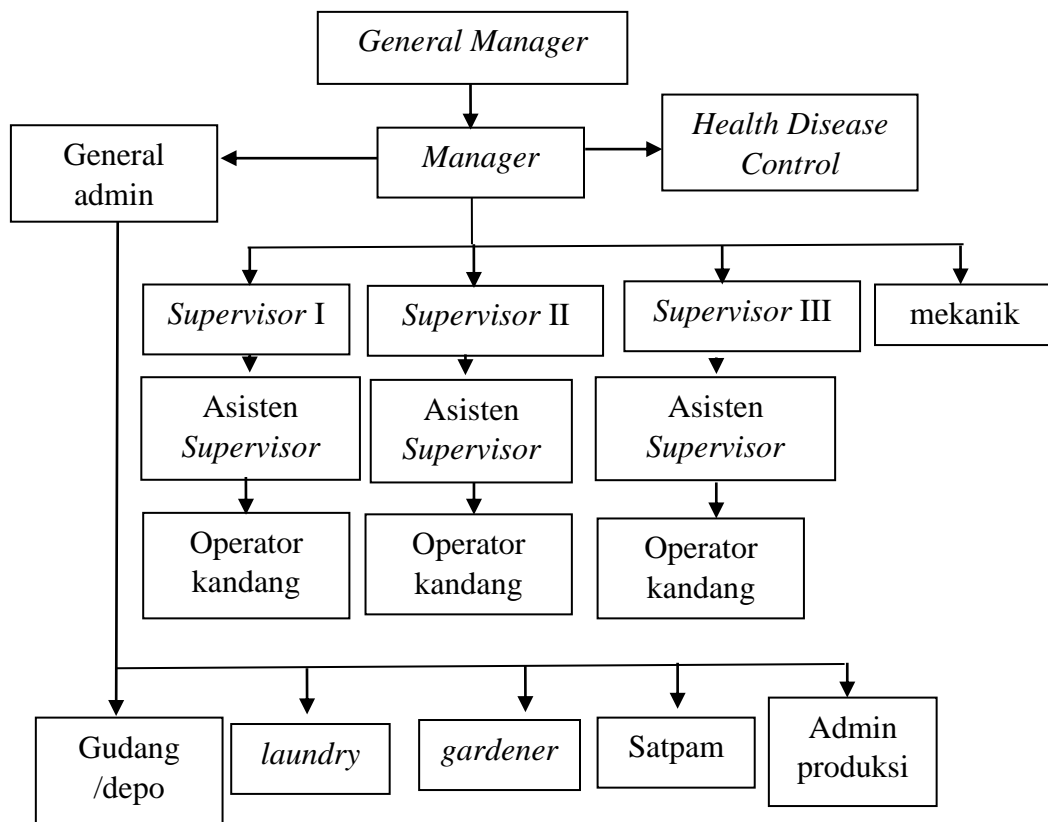 General Manager
General
admin
Manager
Health Disease
Control
Supervisor I
Supervisor II
Supervisor III
mekanik
Asisten
Supervisor
Asisten
Supervisor
Asisten
Supervisor
Operator
kandang
Operator
kandang
Operator
kandang
Gudang
/depo
laundry
gardener
Satpam
Admin
produksi